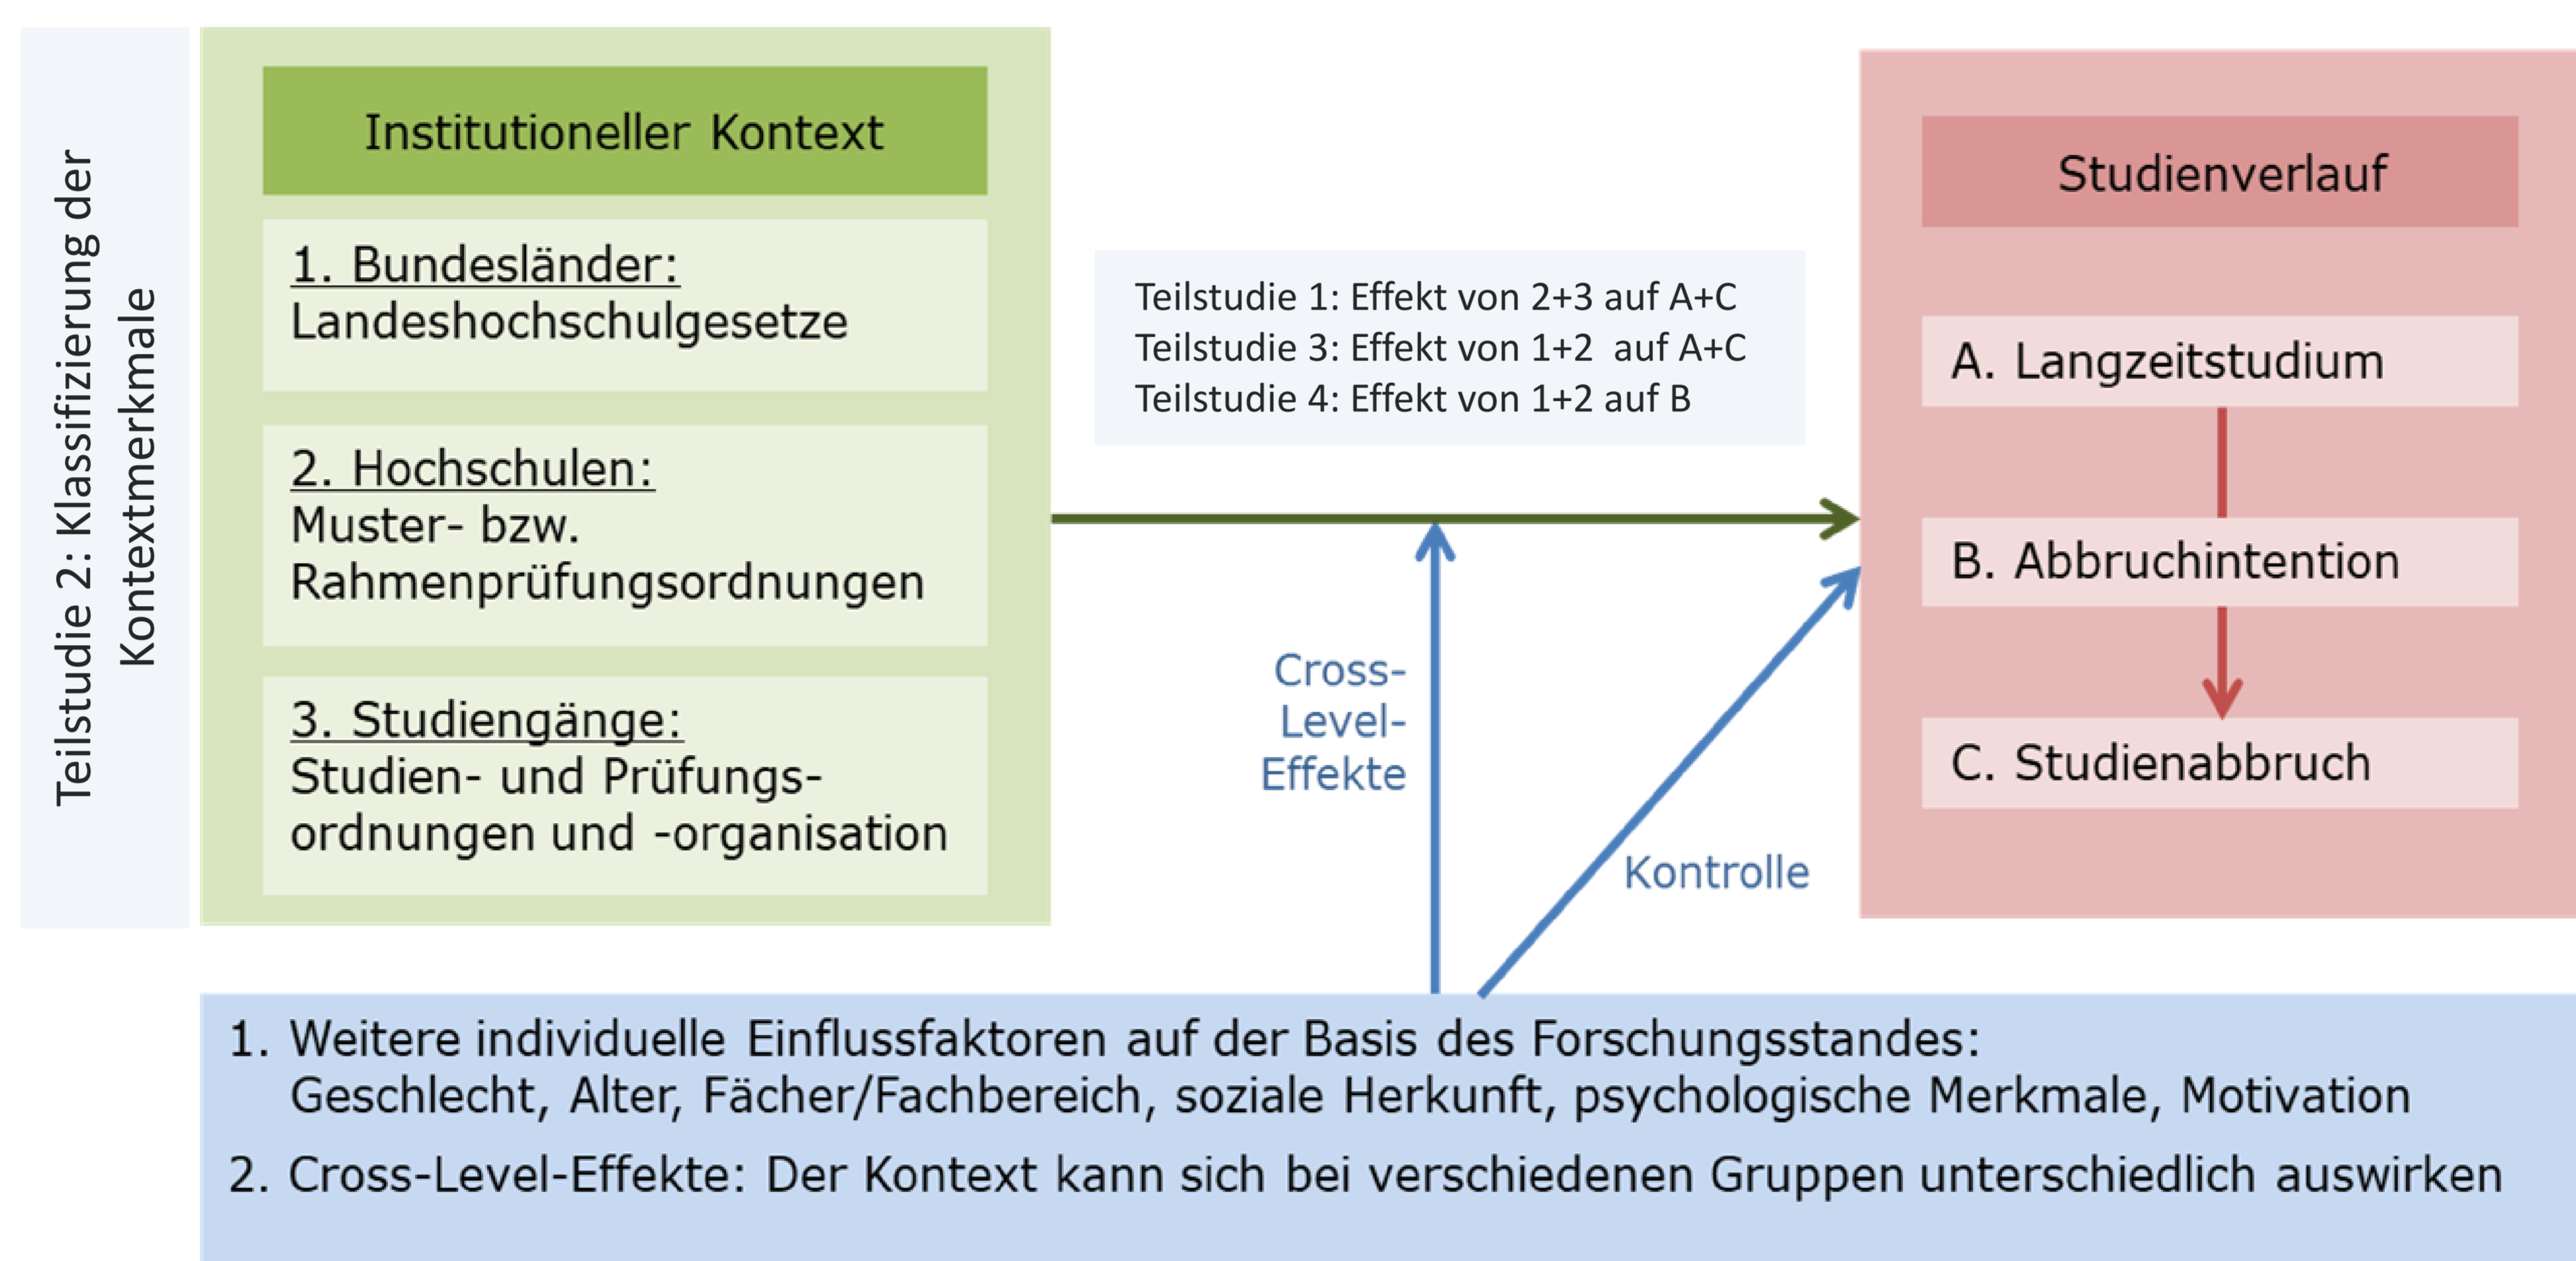 Teilstudie 2: Klassifizierung der
Kontextmerkmale
Institutioneller Kontext
1. Bundesländer:
Landeshochschulgesetze
2. Hochschulen:
Muster- bzw.
Rahmenprüfungsordnungen
3. Studiengänge:
Studien- und Prüfungs-
ordnungen und -organisation
Teilstudie 1: Effekt von 2+3 auf A+C
Teilstudie 3: Effekt von 1+2 auf A+C
Teilstudie 4: Effekt von 1+2 auf B
Cross-
Level-
Effekte
Kontrolle
Studienverlauf
A. Langzeitstudium
B. Abbruchintention
C. Studienabbruch
1. Weitere individuelle Einflussfaktoren auf der Basis des Forschungsstandes:
Geschlecht, Alter, Fächer/Fachbereich, soziale Herkunft, psychologische Merkmale, Motivation
2. Cross-Level-Effekte: Der Kontext kann sich bei verschiedenen Gruppen unterschiedlich auswirken